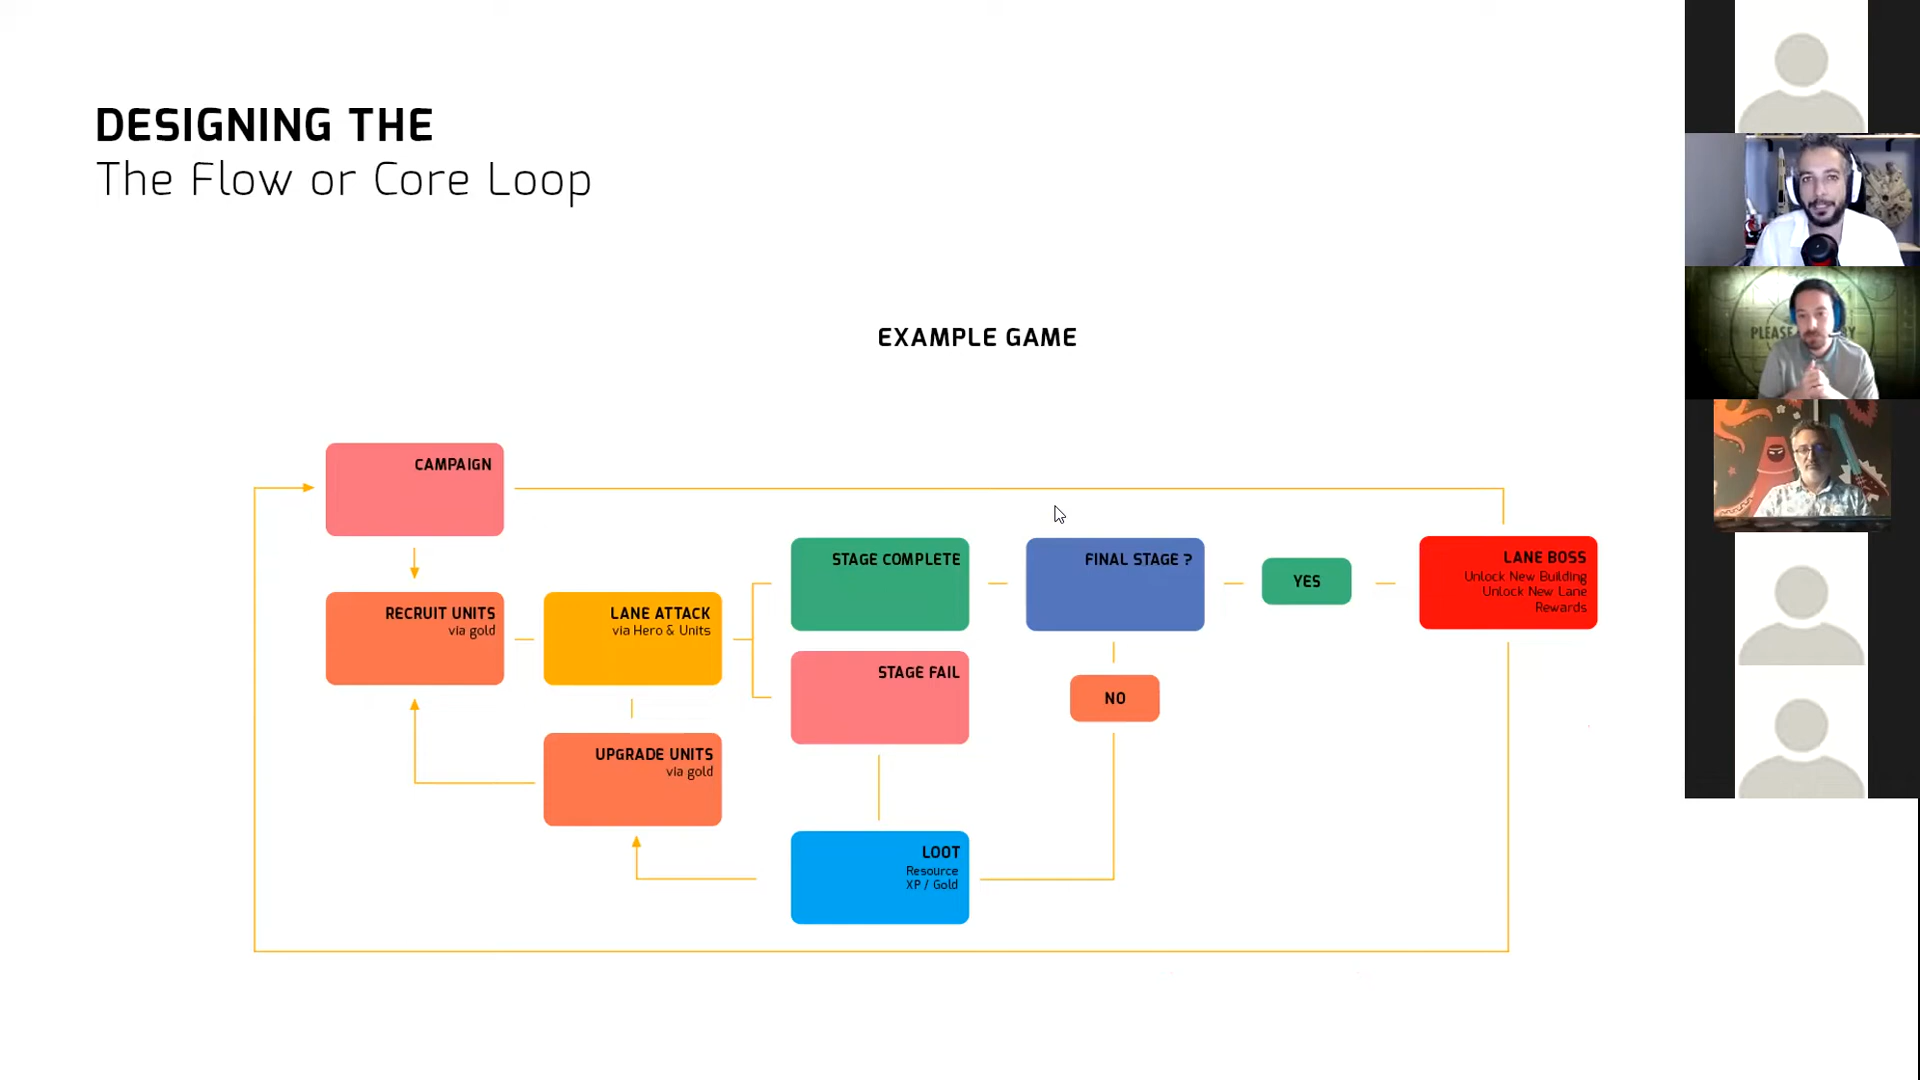 DESIGNING THE
The Flow or Core Loop
EXAMPLE GAME
CAMPAIGN
RECRUIT UNITS
via gold
LANE ATTACK
via Hero & Units
UPGRADE UNITS
via gold
STAGE COMPLETE
STAGE FAIL
LOOT
Resource
XP / Gold
FINAL STAGE ?
NO
YES
LANE BOSS
Unlock New Building
Unlock New Lane
Rewards
PLEASE